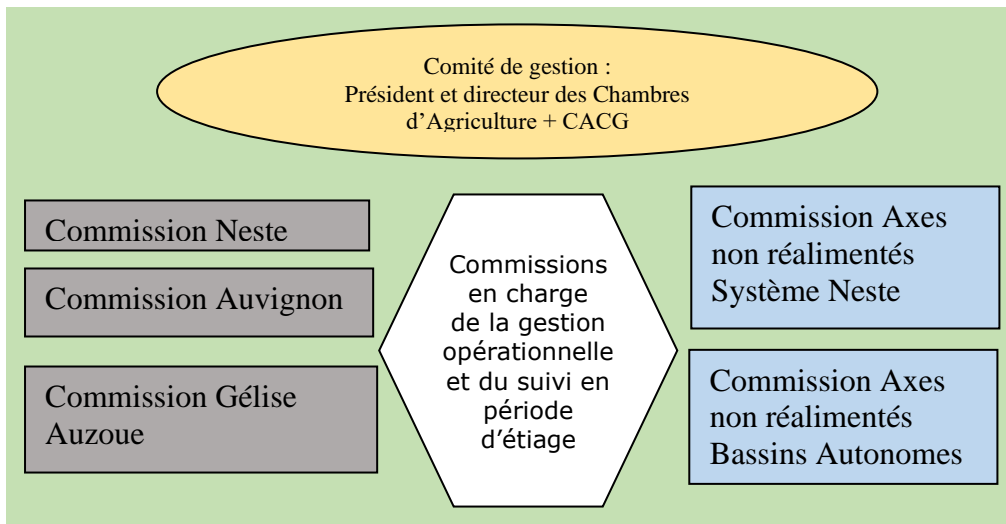 Comité de gestion :
Président et directeur des Chambres
d’Agriculture + CACG
Commission Neste
Commission Auvignon
Commission Gélise
Auzoue
Commissions
en charge
de la gestion
opérationnelle
et du suivi en
période
d’étiage
Commission Axes
non réalimentés
Système Neste
Commission Axes
non réalimentés
Bassins Autonomes